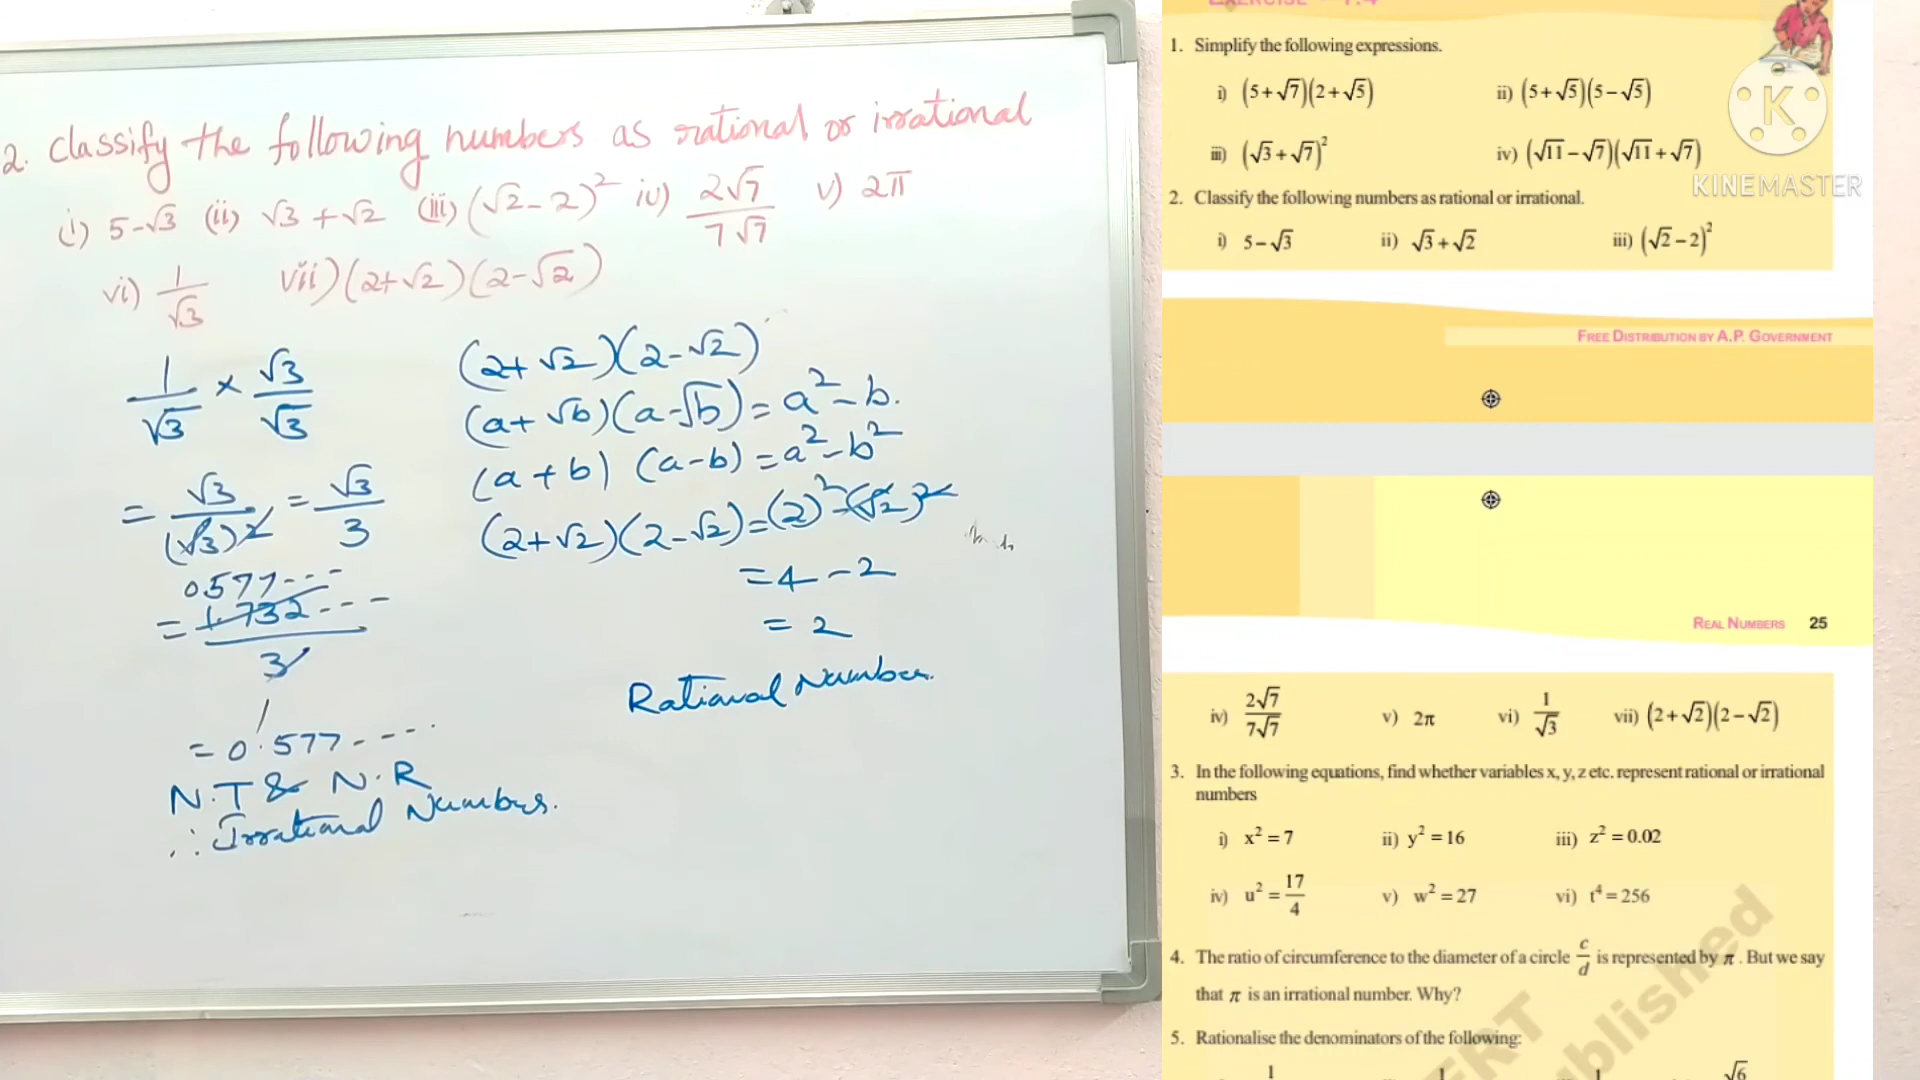 2. Classify the following numbers as rational or irrational
(i) 5-√3 (ii) √3+√2 (iii) (√2-2)² iv) 2√7/7√7 v) 2π
vi) 1/√3 vii) (2+√2)(2-√2)
1/√3 × √3/√3
= √3/(√3)2 = √3/3
0.577---
= 1.732---/3
1
= 0.577----
N.T & N.R
∴ Irrational Number.
(2+√2)(2-√2)
(a+√b)(a-√b) = a²-b.
(a+b) (a-b) = a²-b²
(2+√2)(2-√2) = (2)²-(√2)²
= 4-2
= 2
Rational Number.
EXERCISE - 1.4
1. Simplify the following expressions.
i) (5+√7)(2+√5) ii) (5+√5)(5-√5)
iii) (√3+√7)² iv) (√11-√7)(√11+√7)
K
KINEMASTER
2. Classify the following numbers as rational or irrational.
i) 5-√3 ii) √3+√2 iii) (√2-2)²
FREE DISTRIBUTION BY A.P. GOVERNMENT
REAL NUMBERS 25
iv) 2√7/7√7 v) 2π vi) 1/√3 vii) (2+√2)(2-√2)
3. In the following equations, find whether variables x, y, z etc. represent rational or irrational
numbers
i) x² = 7 ii) y² = 16 iii) z² = 0.02
iv) u² = 17/4 v) w² = 27 vi) t⁴ = 256
4. The ratio of circumference to the diameter of a circle c/d is represented by π. But we say
that π is an irrational number. Why?
5. Rationalise the denominators of the following:
√6